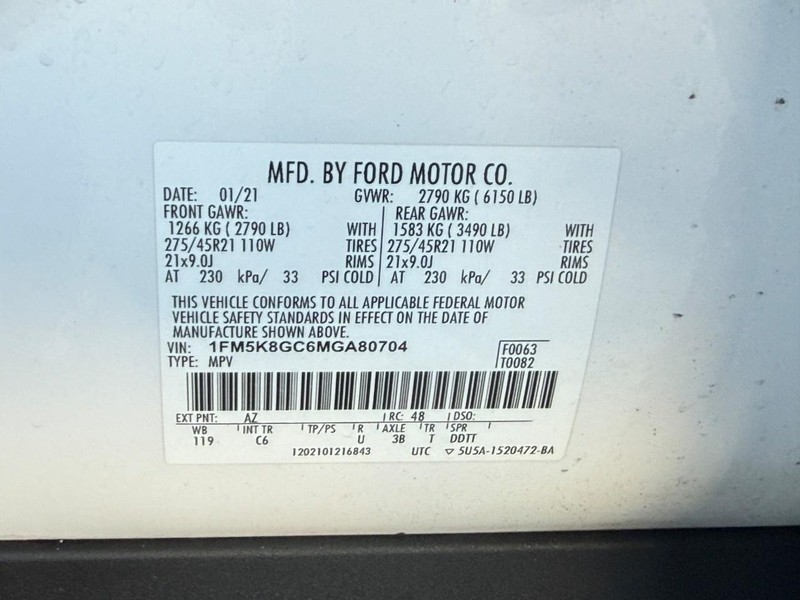 MFD. BY FORD MOTOR CO.
DATE: 01/21 GVWR: 2790 KG ( 6150 LB)
FRONT GAWR: REAR GAWR:
1266 KG ( 2790 LB) WITH 1583 KG ( 3490 LB) WITH
275/45R21 110W TIRES 275/45R21 110W TIRES
21x9.0J RIMS 21x9.0J RIMS
AT 230 kPa/ 33 PSI COLD AT 230 kPa/ 33 PSI COLD
THIS VEHICLE CONFORMS TO ALL APPLICABLE FEDERAL MOTOR
VEHICLE SAFETY STANDARDS IN EFFECT ON THE DATE OF
MANUFACTURE SHOWN ABOVE.
VIN: 1FM5K8GC6MGA80704 F0063
TYPE: MPV T0082
EXT PNT: AZ RC: 48 DSO:
WB INT TR TP/PS R AXLE TR SPR
119 C6 U 3B T DDTT
1202101216843 UTC ▽ 5U5A-1520472-BA